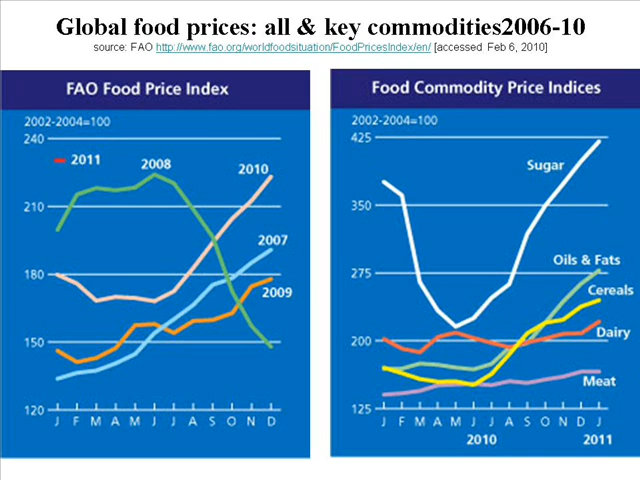 Global food prices: all & key commodities2006-10
source: FAO http://www.fao.org/worldfoodsituation/FoodPricesIndex/en/ [accessed Feb 6, 2010]
FAO Food Price Index
2002-2004=100
240
2011
2008
2010
210
2007
180
2009
150
120
J F M A M J J A S O N D
Food Commodity Price Indices
2002-2004=100
425
Sugar
350
Oils & Fats
275
Cereals
Dairy
200
Meat
125
J F M A M J J A S O N D J
2010 2011